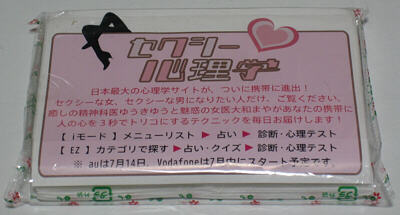 セクシー
心理学
日本最大の心理学サイトが、ついに携帯に進出!
セクシーな女、セクシーな男になりたい人だけ、ご覧ください。
癒しの精神科医ゆうきゆうと魅惑の女医大和まやがあなたの携帯に
人の心を3秒でトリコにするテクニックを毎日お届けします!
【iモード】メニューリスト ▶ 占い ▶ 診断・心理テスト
【EZ】カテゴリで探す ▶占い・クイズ▶ 診断・心理テスト
※ auは7月14日、Vodafoneは7月中にスタート予定です。